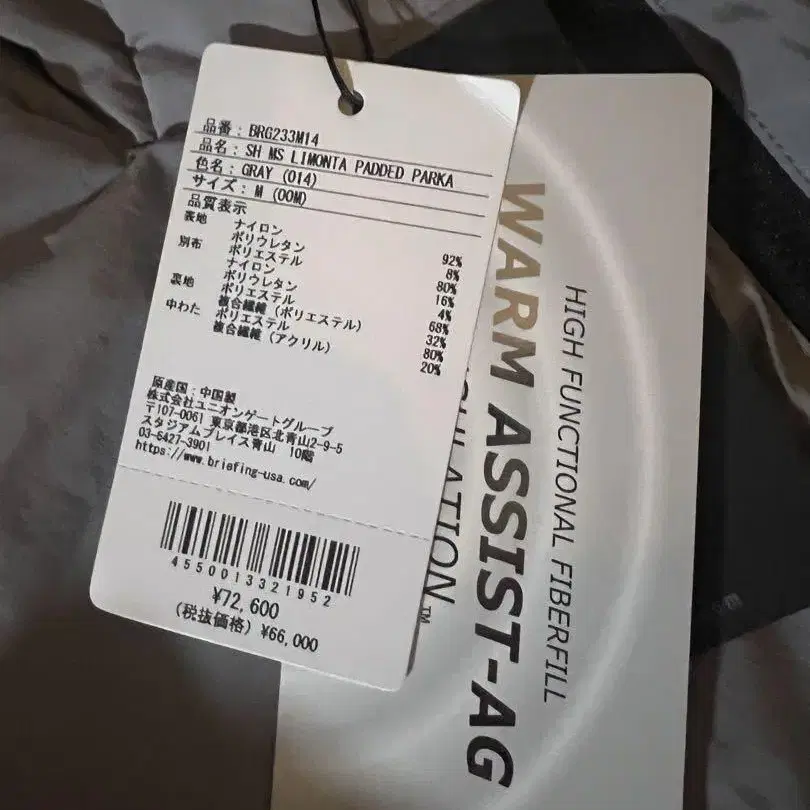 品番: BRG233M14
品名: SH MS LIMONTA PADDED PARKA
色名: GRAY (014)
サイズ: M (00M)
品質表示
表地 ナイロン 92%
ポリウレタン 8%
別布 ポリエステル 80%
ナイロン 16%
ポリウレタン 4%
裏地 ポリエステル 68%
複合繊維(ポリエステル) 32%
中わた ポリエステル 80%
複合繊維(アクリル) 20%
原産国: 中国製
株式会社ユニオンゲートグループ
〒107-0061 東京都港区北青山2-9-5
スタジアムプレイス青山 10階
03-6427-3901
https://www.briefing-usa.com/
4550013321952
¥72,600
(税抜価格) ¥66,000
HIGH FUNCTIONAL FIBERFILL
WARM ASSIST-AG